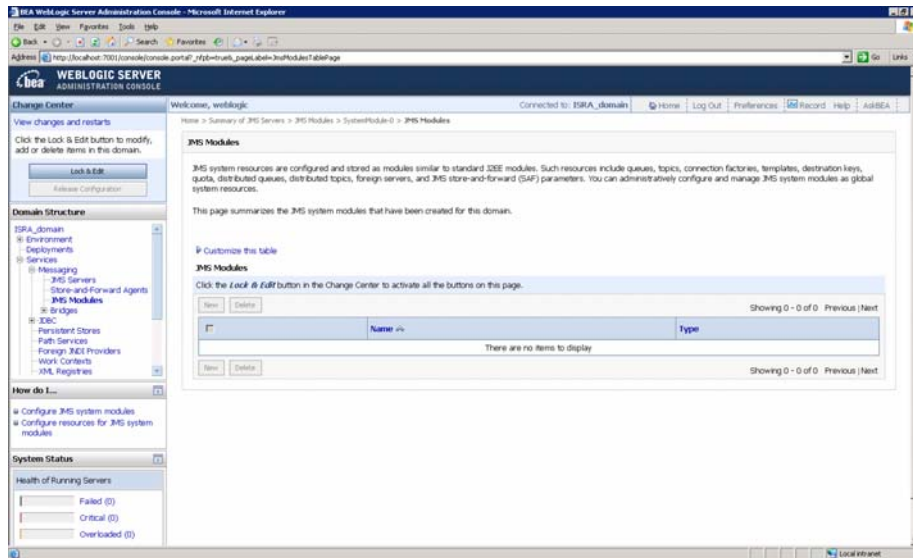 BEA WebLogic Server Administration Console - Microsoft Internet Explorer
File Edit View Favorites Tools Help
Back Search Favorites
Address http://localhost:7001/console/console.portal?_nfpb=true&_pageLabel=JmsModulesTablePage Go Links
bea WEBLOGIC SERVER
ADMINISTRATION CONSOLE
Change Center
View changes and restarts
Click the Lock & Edit button to modify,
add or delete items in this domain.
Lock & Edit
Release Configuration
Domain Structure
ISRA_domain
Environment
Deployments
Services
Messaging
JMS Servers
Store-and-Forward Agents
JMS Modules
Bridges
JDBC
Persistent Stores
Path Services
Foreign JNDI Providers
Work Contexts
XML Registries
How do I...
Configure JMS system modules
Configure resources for JMS system
modules
System Status
Health of Running Servers
Failed (0)
Critical (0)
Overloaded (0)
Welcome, weblogic Connected to: ISRA_domain Home Log Out Preferences Record Help AskBEA
Home > Summary of JMS Servers > JMS Modules > SystemModule-0 > JMS Modules
JMS Modules
JMS system resources are configured and stored as modules similar to standard J2EE modules. Such resources include queues, topics, connection factories, templates, destination keys,
quota, distributed queues, distributed topics, foreign servers, and JMS store-and-forward (SAF) parameters. You can administratively configure and manage JMS system modules as global
system resources.
This page summarizes the JMS system modules that have been created for this domain.
Customize this table
JMS Modules
Click the Lock & Edit button in the Change Center to activate all the buttons on this page.
New Delete Showing 0 - 0 of 0 Previous | Next
Name Type
There are no items to display
New Delete Showing 0 - 0 of 0 Previous | Next
Local intranet